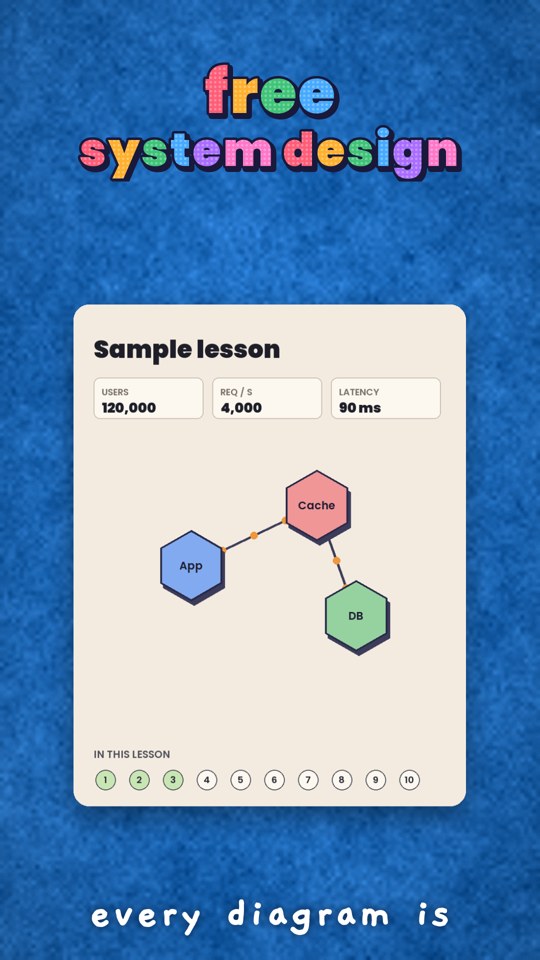 free
system design
Sample lesson
USERS
120,000
REQ / S
4,000
LATENCY
90 ms
Cache
App
DB
IN THIS LESSON
1 2 3 4 5 6 7 8 9 10
every diagram is